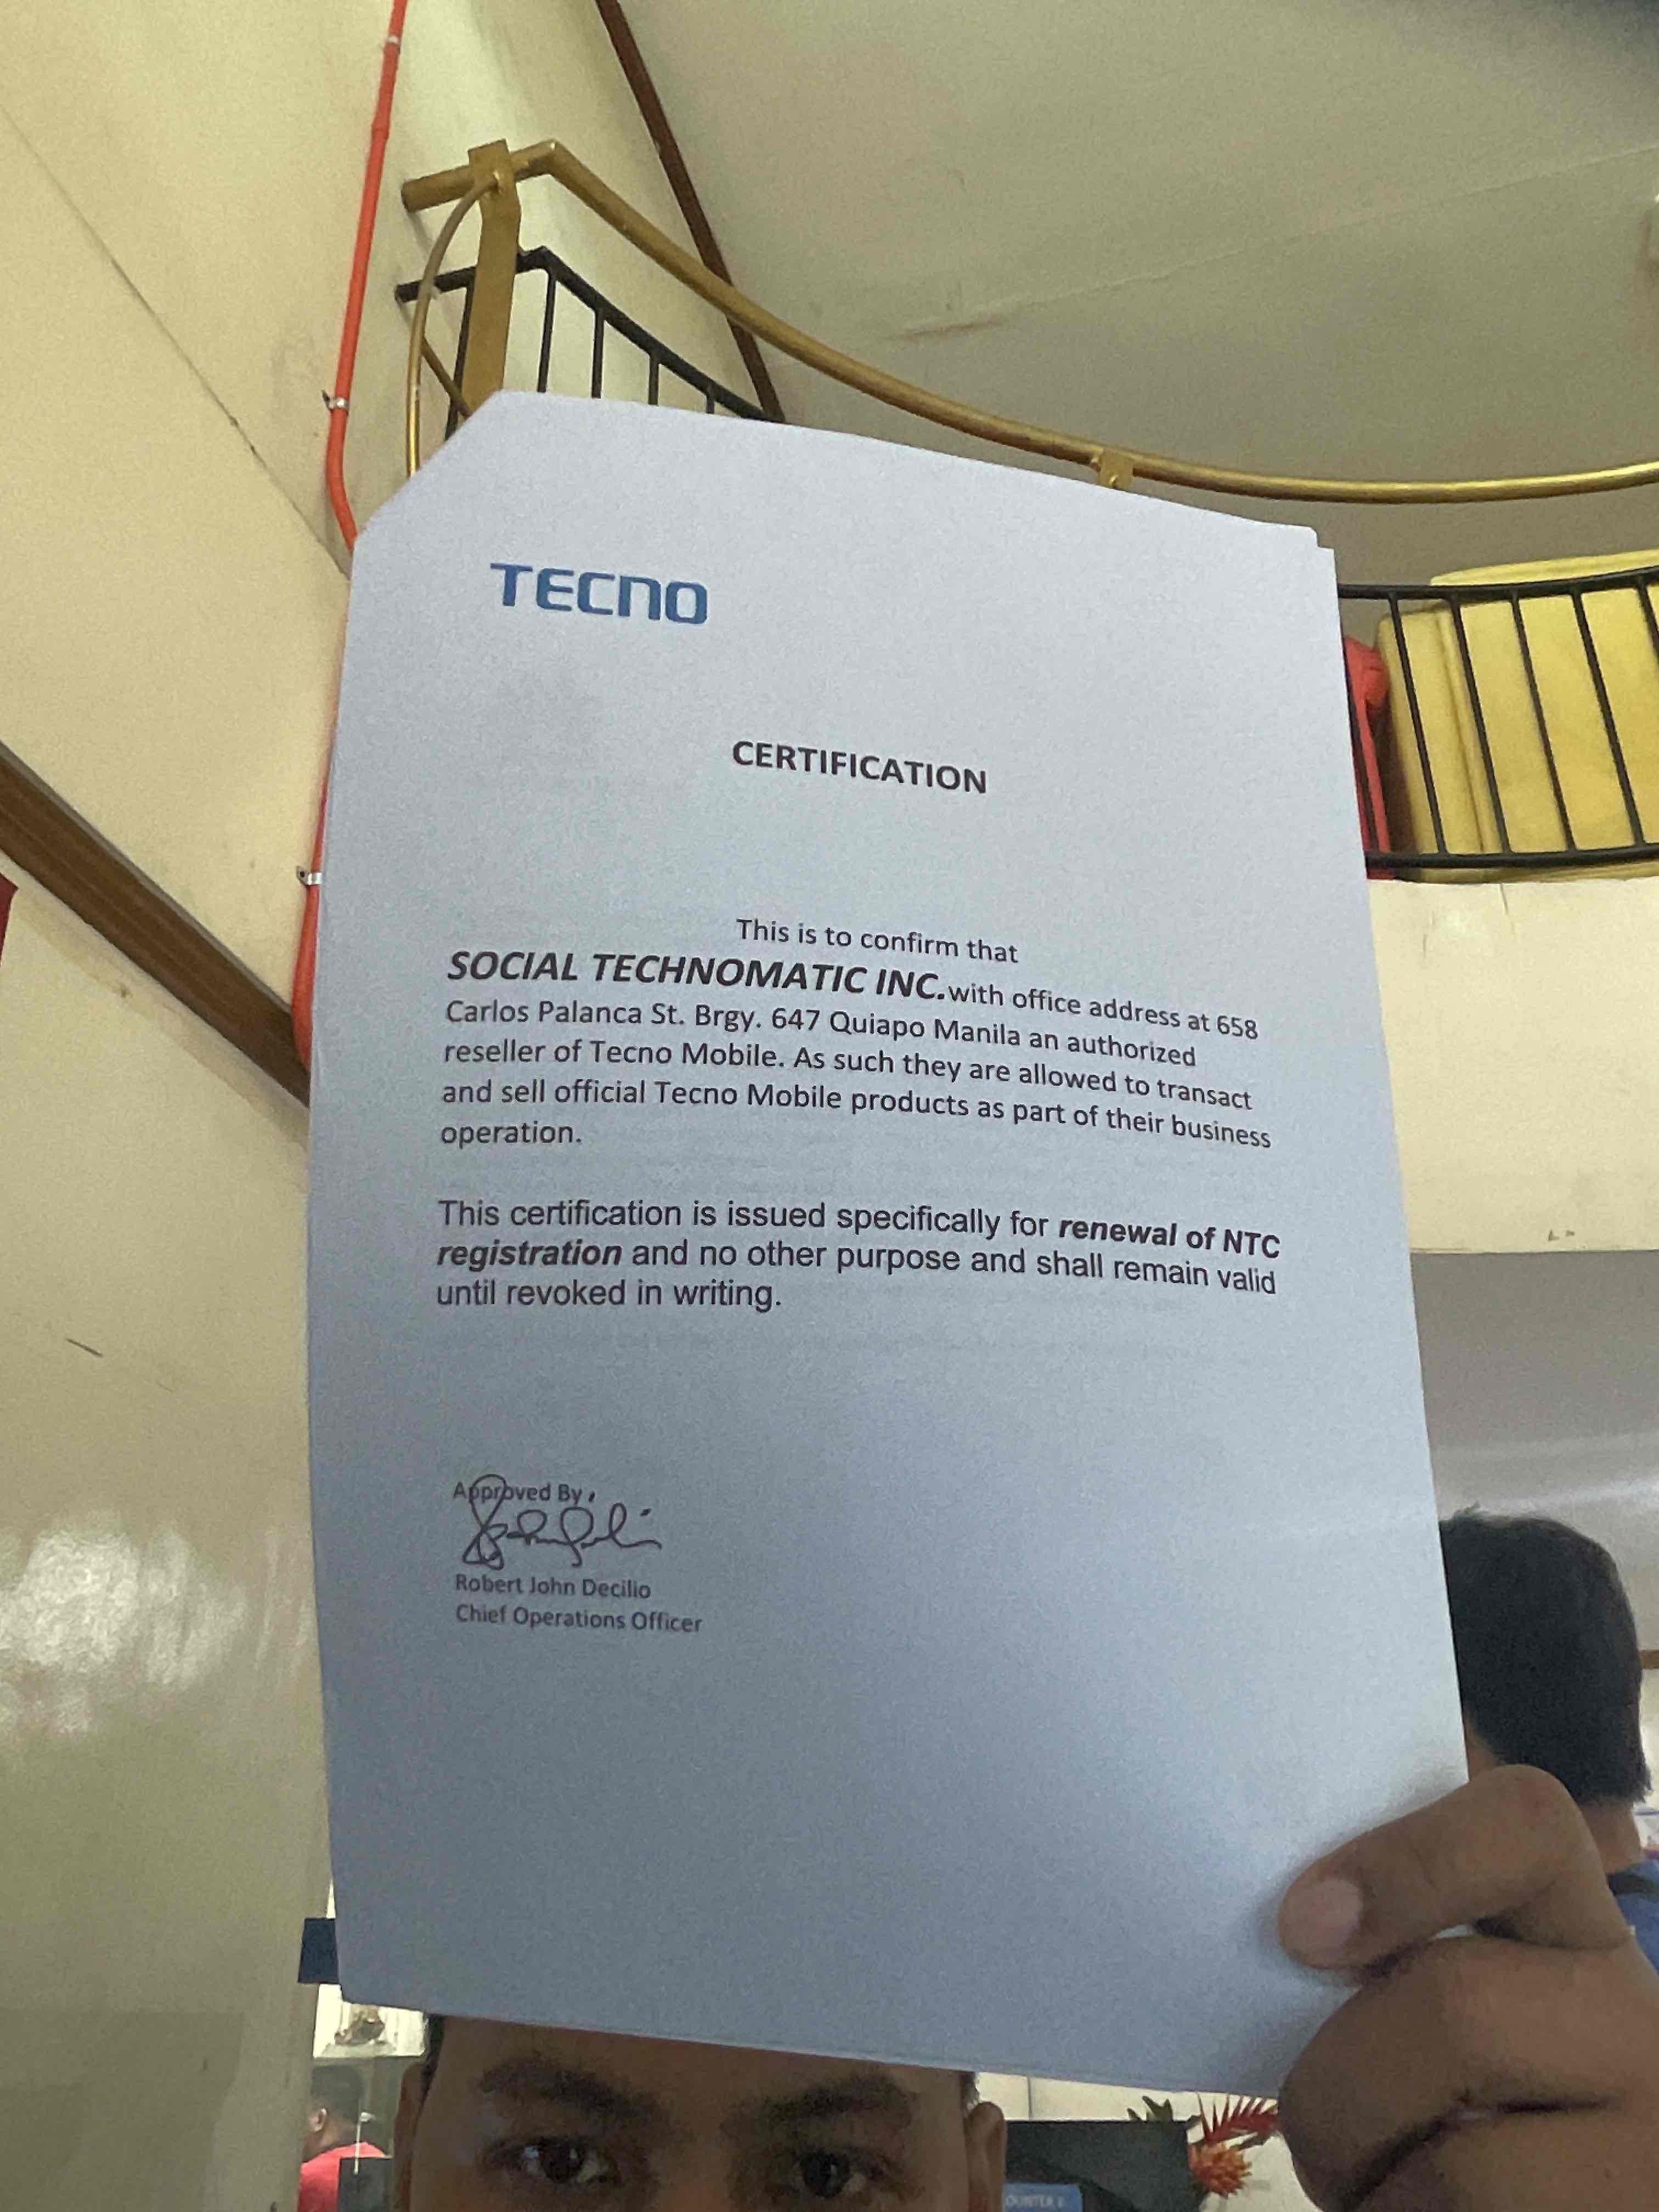 TECNO
CERTIFICATION
This is to confirm that
SOCIAL TECHNOMATIC INC.with office address at 658
Carlos Palanca St. Brgy. 647 Quiapo Manila an authorized
reseller of Tecno Mobile. As such they are allowed to transact
and sell official Tecno Mobile products as part of their business
operation.
This certification is issued specifically for renewal of NTC
registration and no other purpose and shall remain valid
until revoked in writing.
Approved By,
Robert John Decilio
Chief Operations Officer